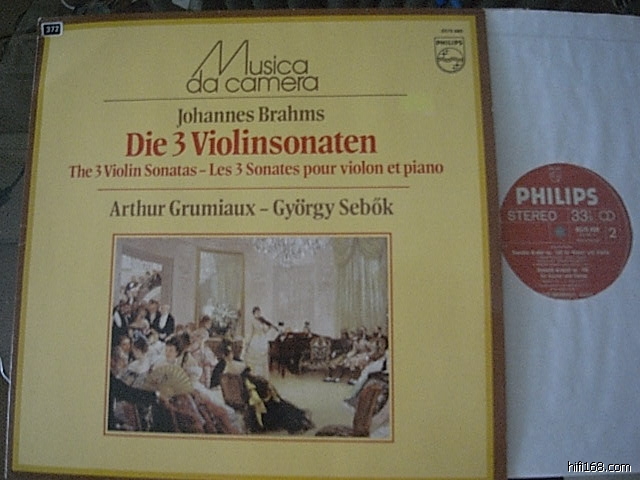 372
PHILIPS
Musica
da camera
Johannes Brahms
Die 3 Violinsonaten
The 3 Violin Sonatas – Les 3 Sonates pour violon et piano
Arthur Grumiaux – György Sebők
PHILIPS
STEREO 33⅓
2
hifi168.com